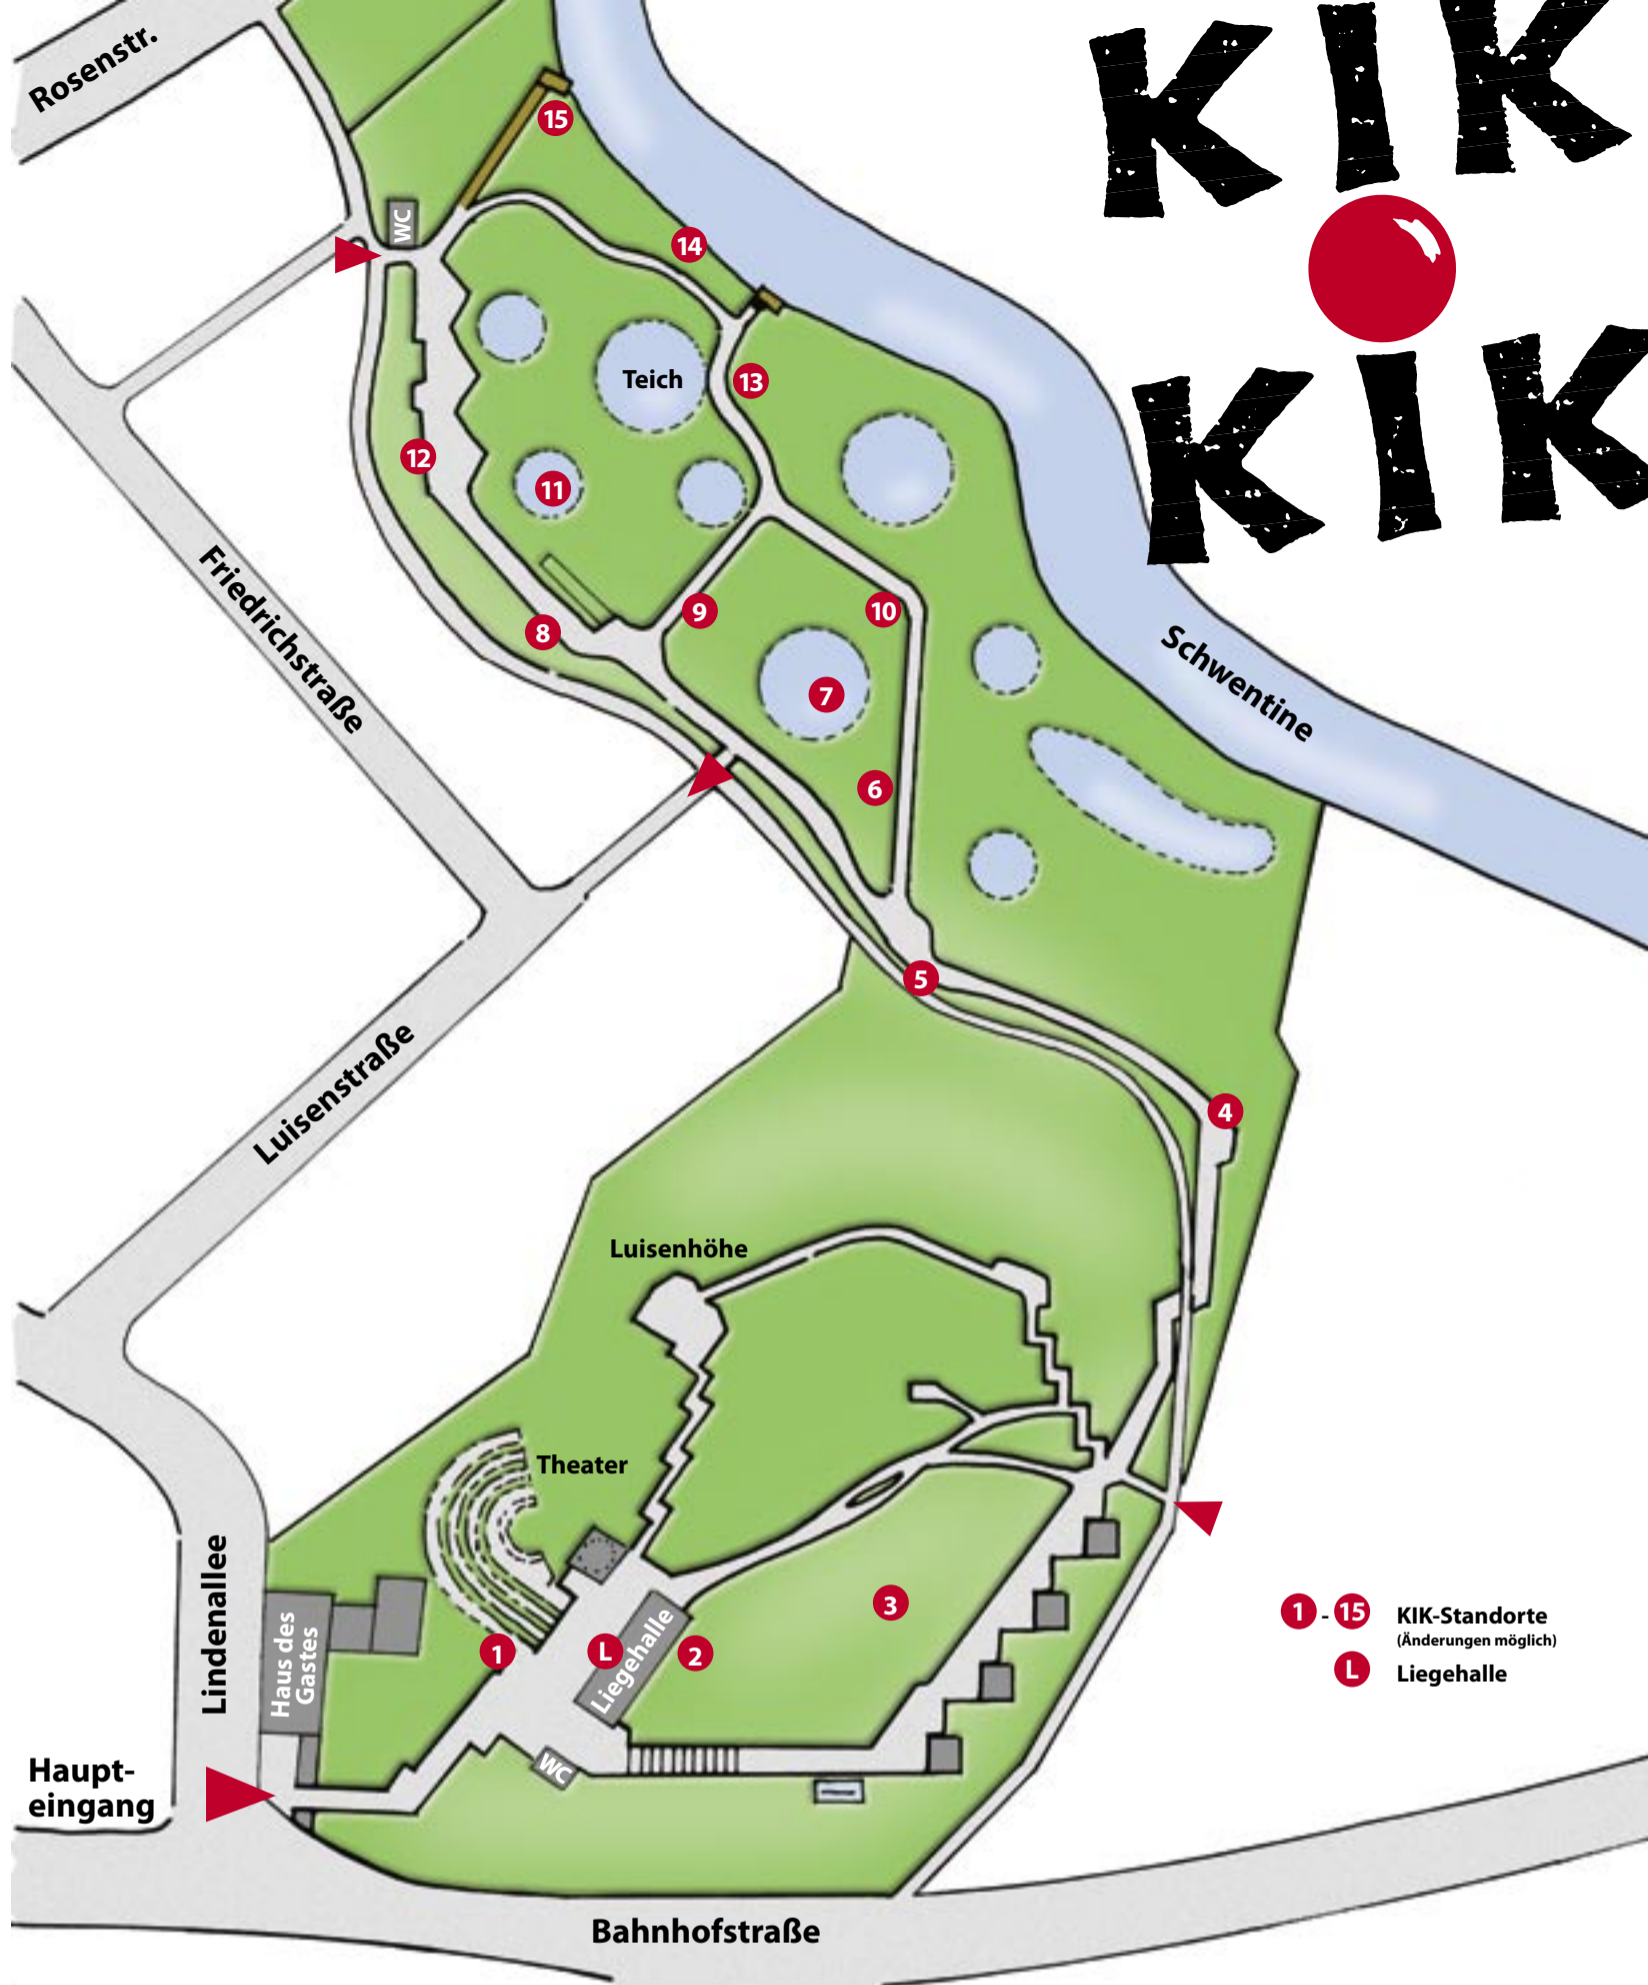 KIK
KIK
Rosenstr.
WC
15
14
Teich
13
12
11
Friedrichstraße
8
9
10
7
Schwentine
6
5
Luisenstraße
4
Luisenhöhe
Theater
Lindenallee
Haus des
Gastes
1
L
Liegehalle
2
3
1 - 15 KIK-Standorte
(Änderungen möglich)
L Liegehalle
WC
Haupt-
eingang
Bahnhofstraße